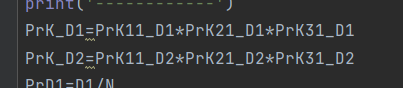 print('------------')
PrK_D1=PrK11_D1*PrK21_D1*PrK31_D1
PrK_D2=PrK11_D2*PrK21_D2*PrK31_D2
PrD1=D1/N